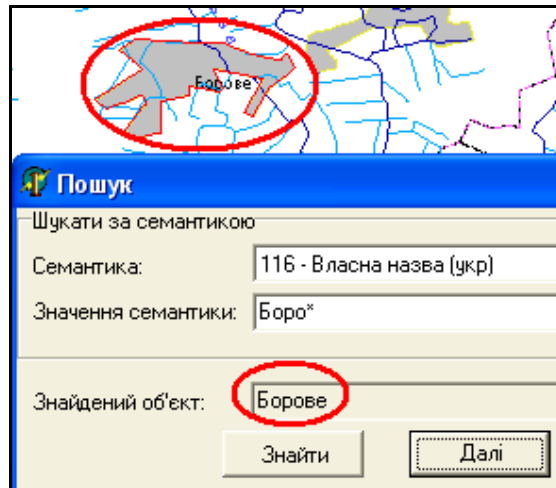 Борове
Пошук
Шукати за семантикою
Семантика: 116 - Власна назва (укр)
Значення семантики: Боро*
Знайдений об'єкт: Борове
Знайти Далі